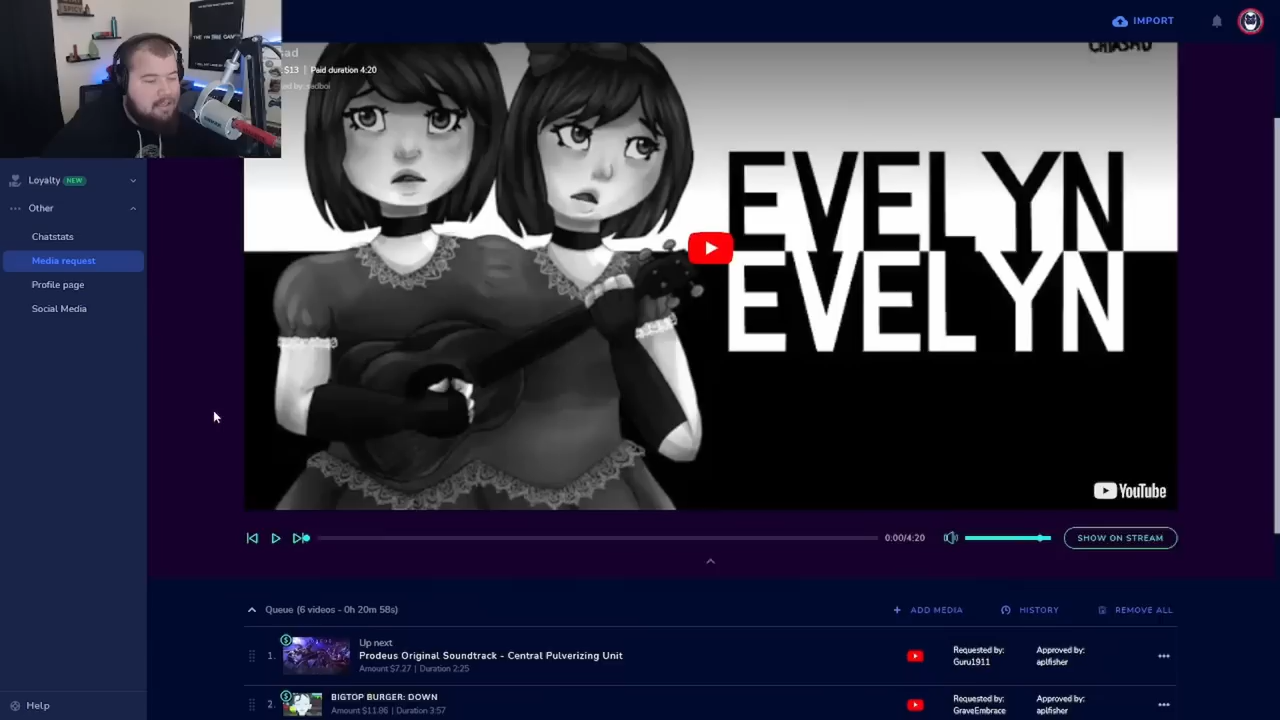 IMPORT
$13 | Paid duration 4:20
EVELYN
EVELYN
Loyalty NEW
Other
Chatstats
Media request
Profile page
Social Media
YouTube
0:00/4:20
SHOW ON STREAM
Queue (6 videos - 0h 20m 58s)
+ ADD MEDIA
HISTORY
REMOVE ALL
1.
Up next
Prodeus Original Soundtrack - Central Pulverizing Unit
Amount $7.27 | Duration 2:25
Requested by:
Guru1911
Approved by:
aplfisher
2.
BIGTOP BURGER: DOWN
Amount $11.86 | Duration 3:57
Requested by:
GraveEmbrace
Approved by:
aplfisher
Help